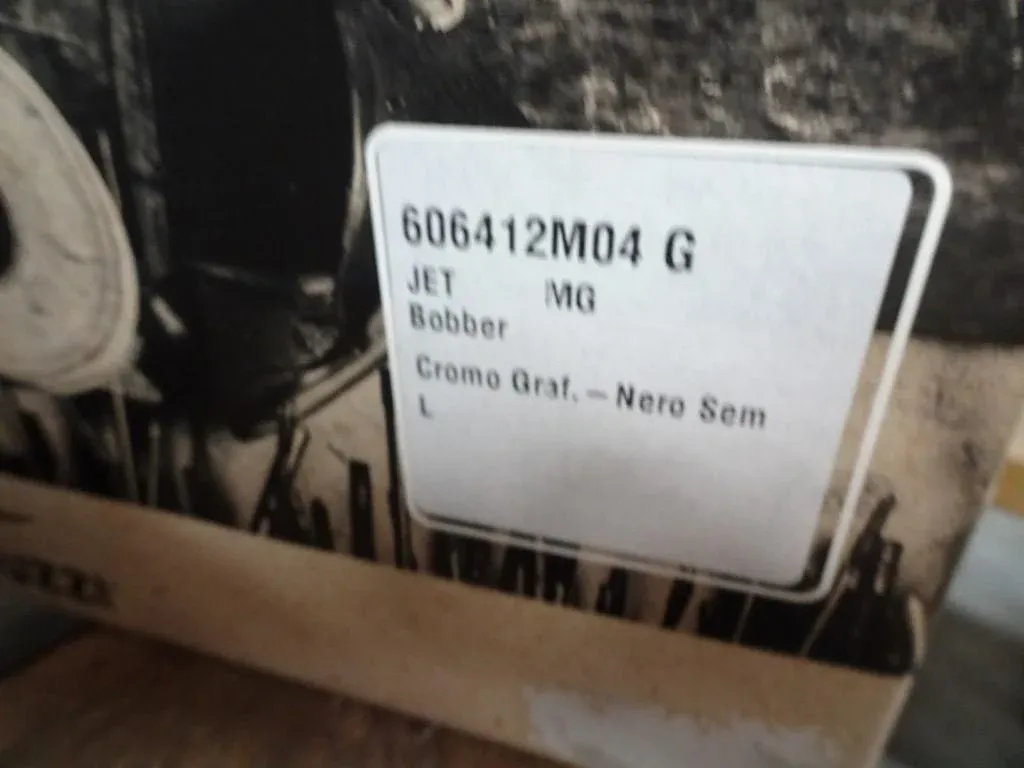 606412M04 G
JET MG
Bobber
Cromo Graf. – Nero Sem
L